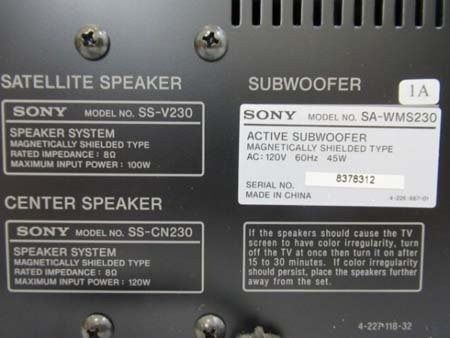 SATELLITE SPEAKER
SONY MODEL NO. SS-V230
SPEAKER SYSTEM
MAGNETICALLY SHIELDED TYPE
RATED IMPEDANCE : 8Ω
MAXIMUM INPUT POWER : 100W
CENTER SPEAKER
SONY MODEL NO. SS-CN230
SPEAKER SYSTEM
MAGNETICALLY SHIELDED TYPE
RATED IMPEDANCE : 8Ω
MAXIMUM INPUT POWER : 120W
SUBWOOFER
1A
SONY MODEL NO. SA-WMS230
ACTIVE SUBWOOFER
MAGNETICALLY SHIELDED TYPE
AC: 120V 60Hz 45W
SERIAL NO. 8378312
MADE IN CHINA 4-226-687-01
If the speakers should cause the TV
screen to have color irregularity, turn
off the TV at once then turn it on after
15 to 30 minutes. If color irregularity
should persist, place the speakers further
away from the set.
4-227-118-32